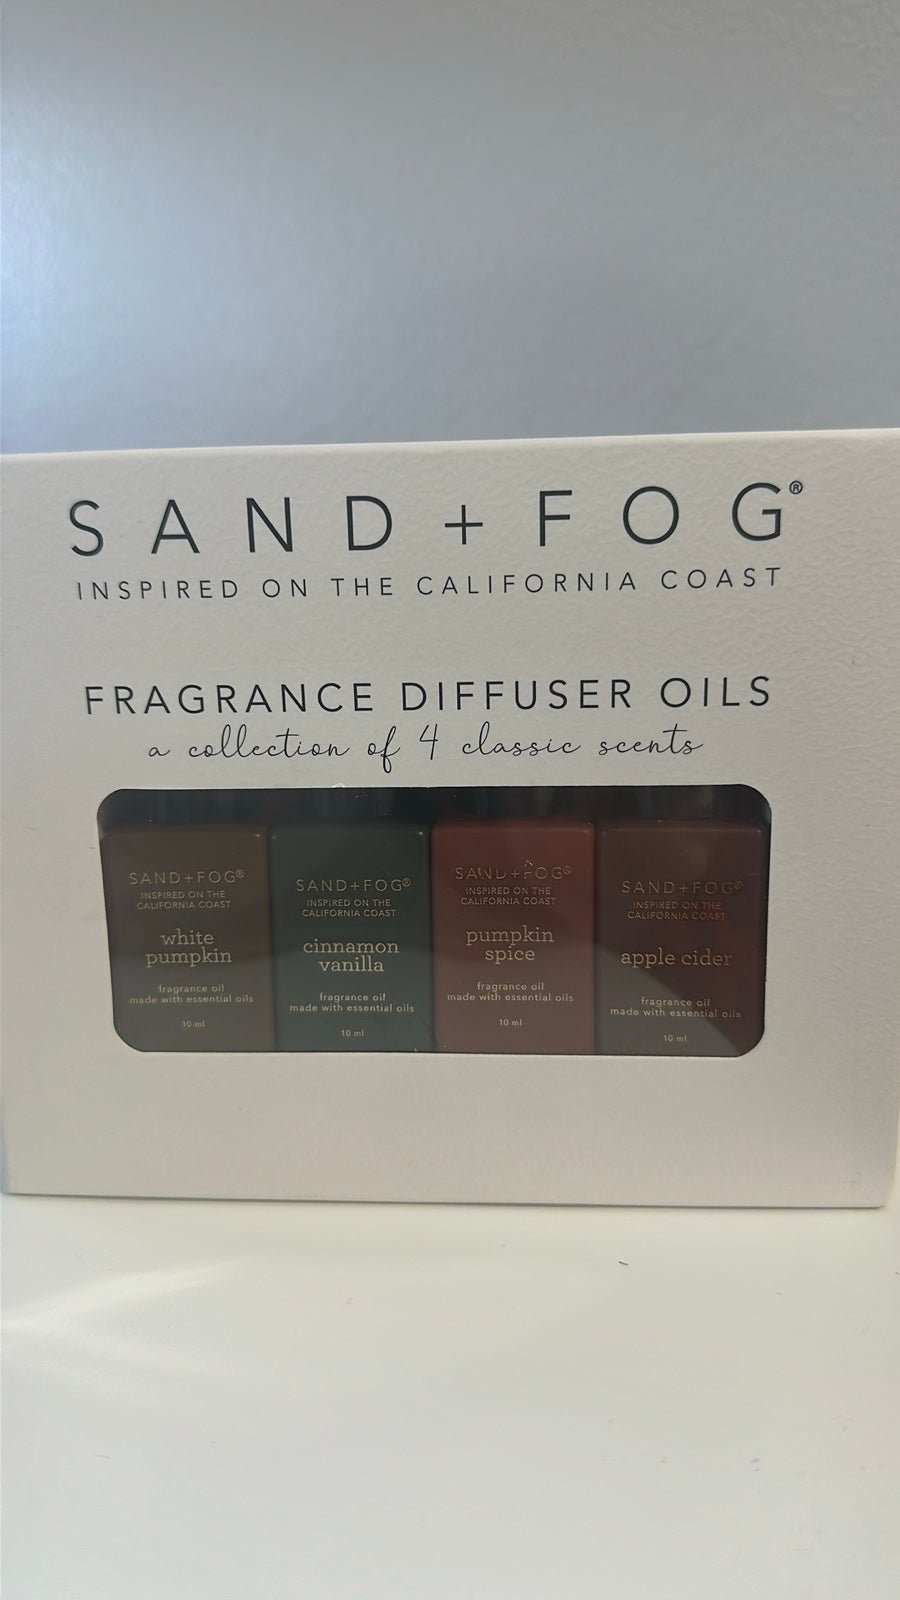 SAND+FOG®
INSPIRED ON THE CALIFORNIA COAST
FRAGRANCE DIFFUSER OILS
a collection of 4 classic scents
SAND+FOG®
INSPIRED ON THE
CALIFORNIA COAST
white
pumpkin
fragrance oil
made with essential oils
10 ml
SAND+FOG®
INSPIRED ON THE
CALIFORNIA COAST
cinnamon
vanilla
fragrance oil
made with essential oils
10 ml
SAND+FOG®
INSPIRED ON THE
CALIFORNIA COAST
pumpkin
spice
fragrance oil
made with essential oils
10 ml
SAND+FOG®
INSPIRED ON THE
CALIFORNIA COAST
apple cider
fragrance oil
made with essential oils
10 ml